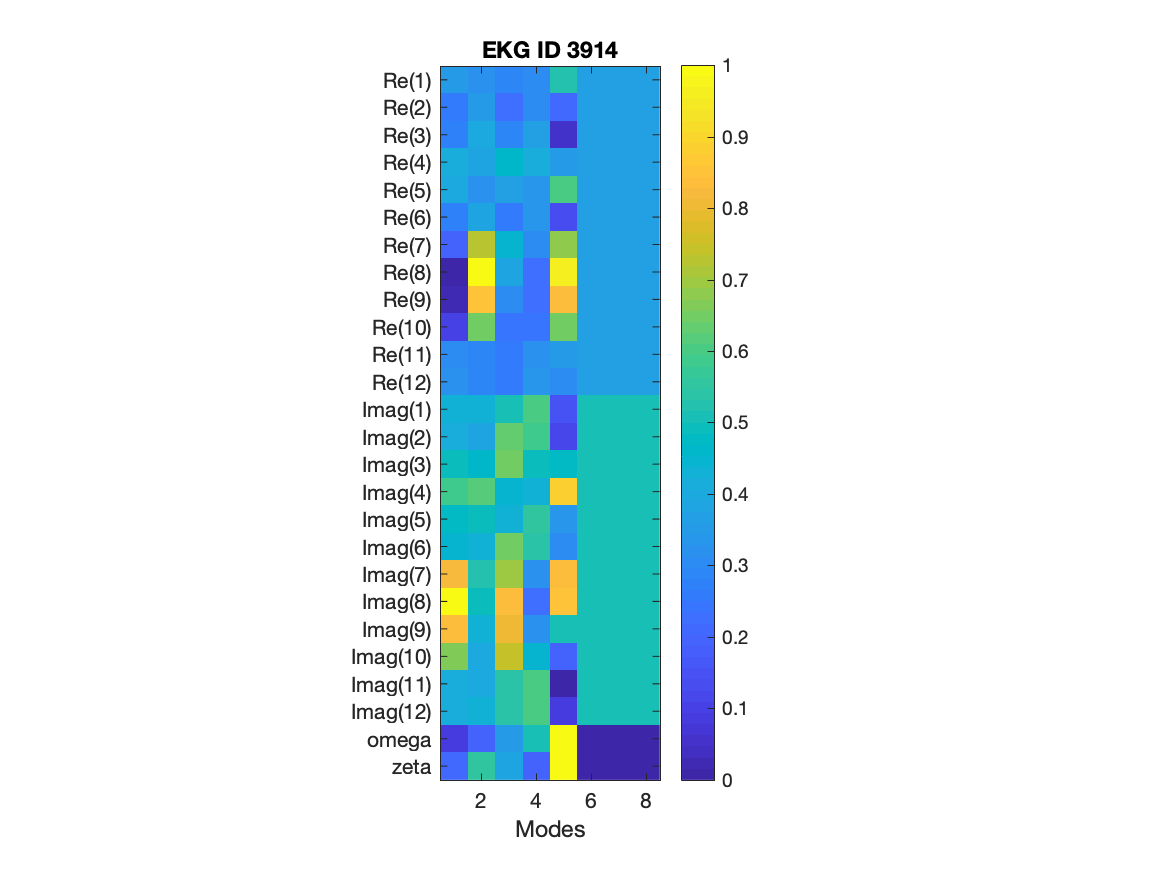 EKG ID 3914
Re(1)
Re(2)
Re(3)
Re(4)
Re(5)
Re(6)
Re(7)
Re(8)
Re(9)
Re(10)
Re(11)
Re(12)
Imag(1)
Imag(2)
Imag(3)
Imag(4)
Imag(5)
Imag(6)
Imag(7)
Imag(8)
Imag(9)
Imag(10)
Imag(11)
Imag(12)
omega
zeta
2 4 6 8
Modes
1
0.9
0.8
0.7
0.6
0.5
0.4
0.3
0.2
0.1
0